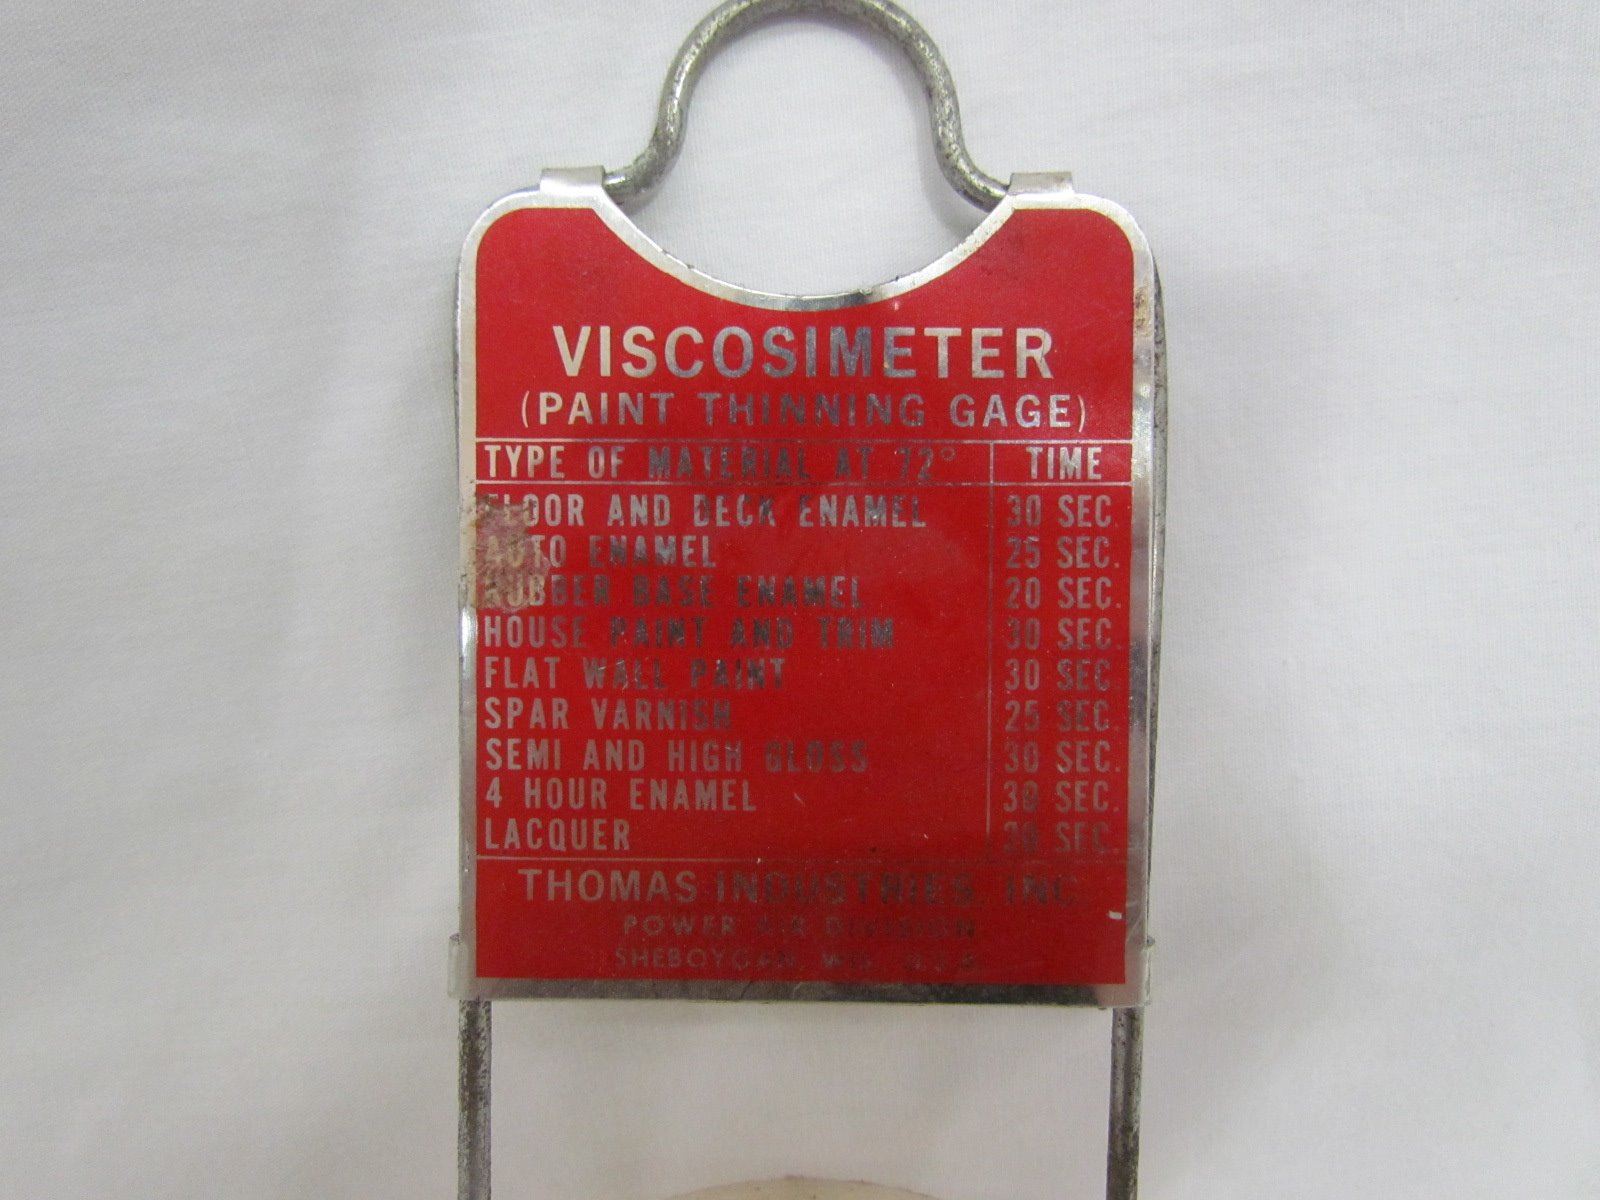 VISCOSIMETER
(PAINT THINNING GAGE)
TYPE OF MATERIAL AT 72° TIME
FLOOR AND DECK ENAMEL 30 SEC.
AUTO ENAMEL 25 SEC.
RUBBER BASE ENAMEL 20 SEC.
HOUSE PAINT AND TRIM 30 SEC.
FLAT WALL PAINT 30 SEC.
SPAR VARNISH 25 SEC.
SEMI AND HIGH GLOSS 30 SEC.
4 HOUR ENAMEL 30 SEC.
LACQUER SEC.
THOMAS INDUSTRIES, INC.
POWER AIR DIVISION
SHEBOYGAN, WIS. U.S.A.